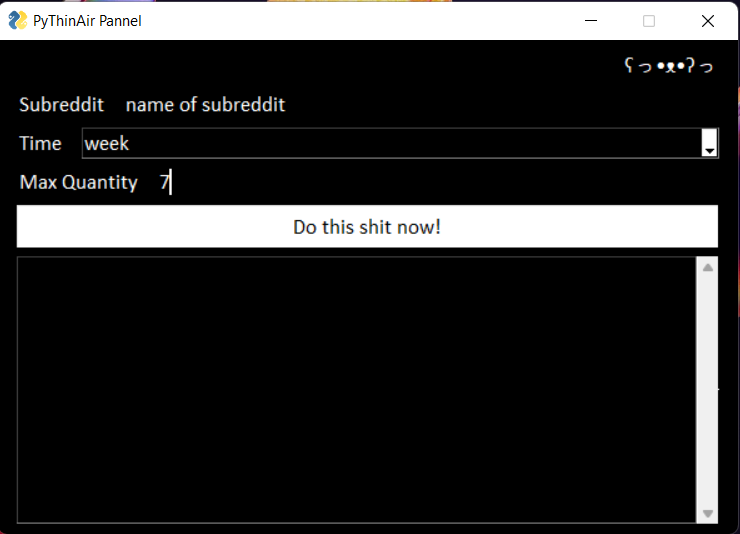 PyThinAir Pannel
ʕっ•ᴥ•ʔっ
Subreddit name of subreddit
Time week
Max Quantity 7
Do this shit now!